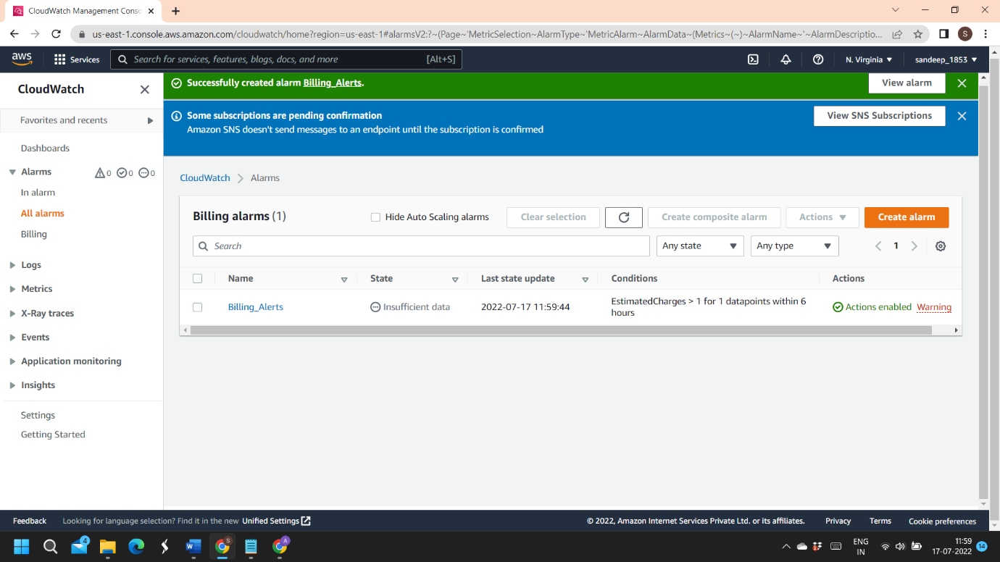 CloudWatch Management Consc
us-east-1.console.aws.amazon.com/cloudwatch/home?region=us-east-1#alarmsV2:?~(Page~'MetricSelection~AlarmType~'MetricAlarm~AlarmData~(Metrics~(~)~AlarmName~'~AlarmDescriptio...
S
aws Services Search for services, features, blogs, docs, and more [Alt+S] N. Virginia ▼ sandeep_1853 ▼
CloudWatch
Favorites and recents
Dashboards
Alarms 0 0 0
In alarm
All alarms
Billing
Logs
Metrics
X-Ray traces
Events
Application monitoring
Insights
Settings
Getting Started
Successfully created alarm Billing_Alerts. View alarm
Some subscriptions are pending confirmation View SNS Subscriptions
Amazon SNS doesn't send messages to an endpoint until the subscription is confirmed
CloudWatch Alarms
Billing alarms (1) Hide Auto Scaling alarms Clear selection Create composite alarm Actions Create alarm
Search Any state Any type 1
Name State Last state update Conditions Actions
Billing_Alerts Insufficient data 2022-07-17 11:59:44 EstimatedCharges > 1 for 1 datapoints within 6 Actions enabled Warning
hours
Feedback Looking for language selection? Find it in the new Unified Settings © 2022, Amazon Internet Services Private Ltd. or its affiliates. Privacy Terms Cookie preferences
4 W S A ENG 11:59
IN 17-07-2022 14